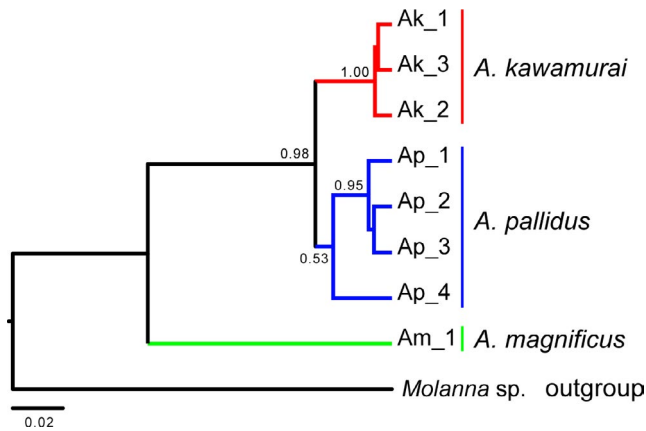 Ak_1
1.00
Ak_3
A. kawamurai
Ak_2
0.98
Ap_1
0.95
Ap_2
A. pallidus
Ap_3
0.53
Ap_4
Am_1
A. magnificus
Molanna sp. outgroup
0.02